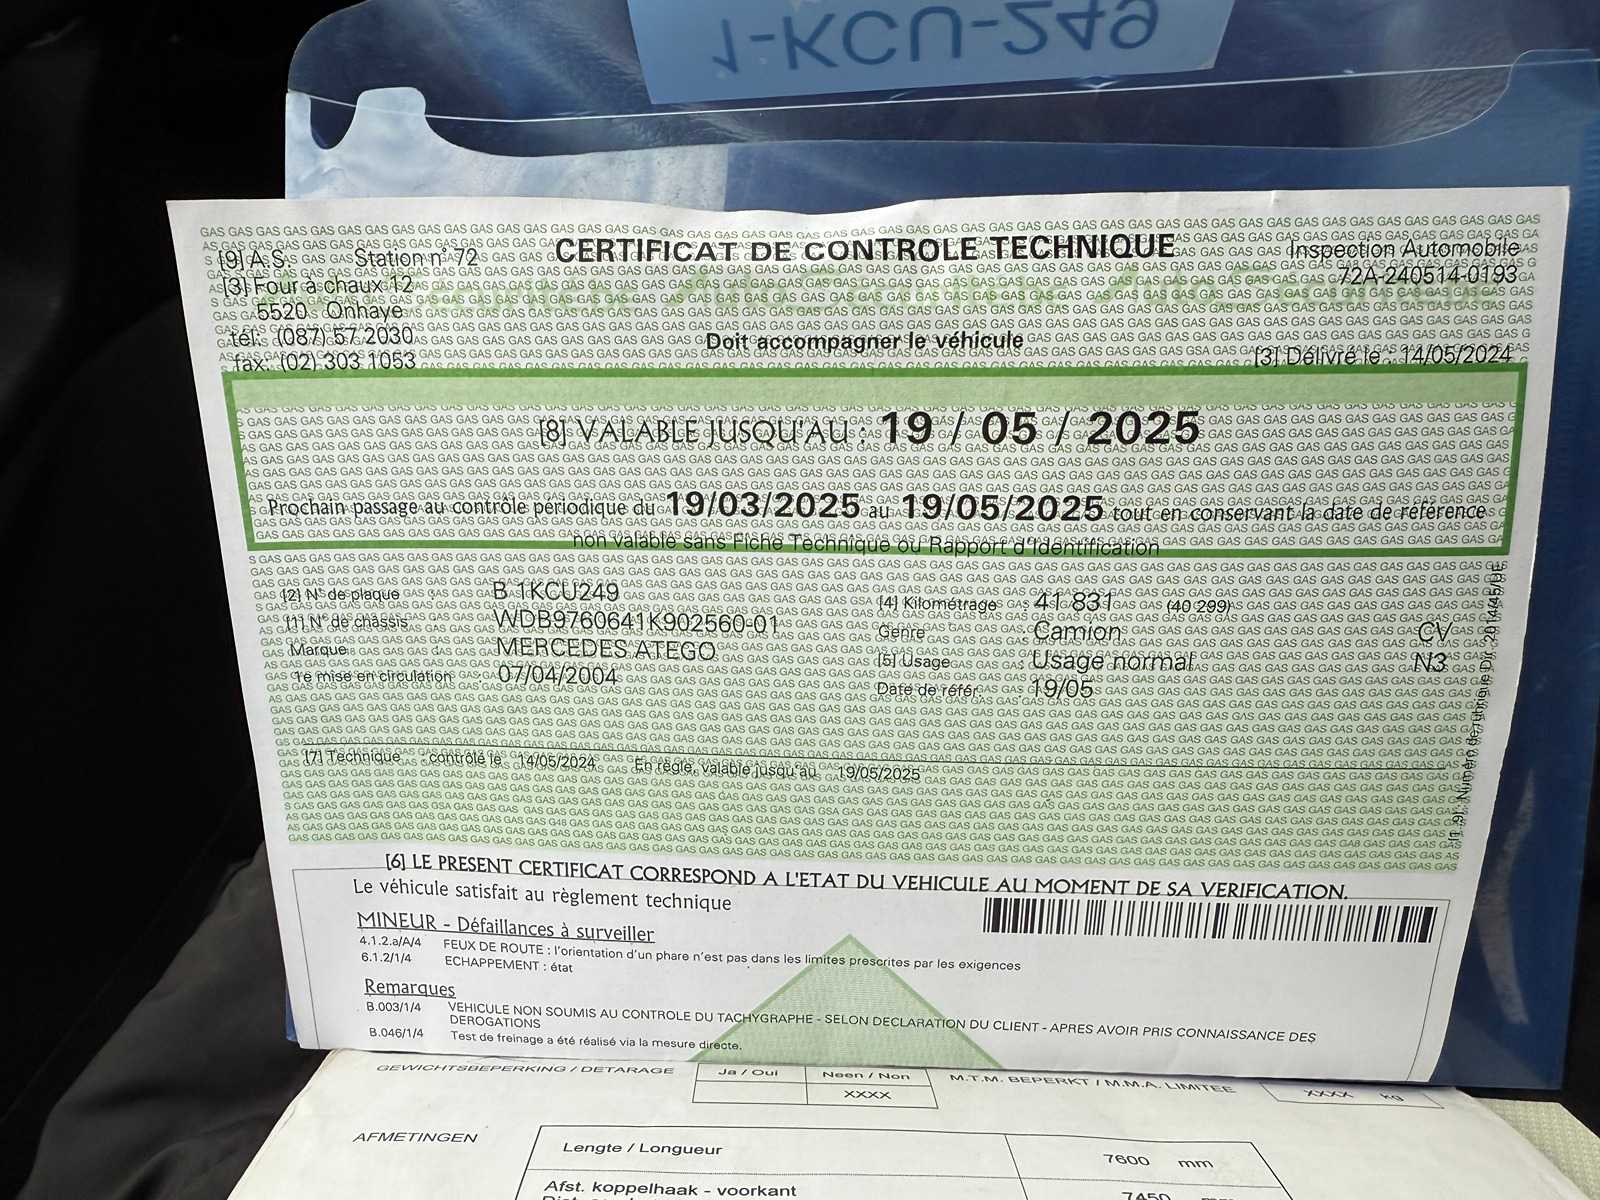 1-KCU-249
[9] A.S. Station n° 72
CERTIFICAT DE CONTROLE TECHNIQUE
Inspection Automobile
[3] Four à chaux 12
72A-240514-0193
5520 Onhaye
tél: (087) 57 2030
Doit accompagner le véhicule
fax: (02) 303 1053
[3] Délivré le : 14/05/2024
[8] VALABLE JUSQU'AU : 19 / 05 / 2025
Prochain passage au contrôle périodique du 19/03/2025 au 19/05/2025 tout en conservant la date de référence
non valable sans Fiche Technique ou Rapport d'Identification
[2] N° de plaque : B 1KCU249
[4] Kilométrage : 41 831 (40 299)
[1] N° de châssis : WDB9760641K902560-01
Genre : Camion CV
Marque : MERCEDES ATEGO
[5] Usage : Usage normal N3
1e mise en circulation : 07/04/2004
Date de référ. : 19/05
[7] Technique : contrôlé le 14/05/2024 En règle, valable jusqu'au 19/05/2025
[1..9]: Numéro de rubrique Dir. 2014/45/UE
[6] LE PRESENT CERTIFICAT CORRESPOND A L'ETAT DU VEHICULE AU MOMENT DE SA VERIFICATION.
Le véhicule satisfait au règlement technique
MINEUR - Défaillances à surveiller
4.1.2.a/A/4 FEUX DE ROUTE : l'orientation d'un phare n'est pas dans les limites prescrites par les exigences
6.1.2/1/4 ECHAPPEMENT : état
Remarques
B.003/1/4 VEHICULE NON SOUMIS AU CONTROLE DU TACHYGRAPHE - SELON DECLARATION DU CLIENT - APRES AVOIR PRIS CONNAISSANCE DES
DEROGATIONS
B.046/1/4 Test de freinage a été réalisé via la mesure directe.
GEWICHTSBEPERKING / DETARAGE
Ja / Oui Neen / Non
M.T.M. BEPERKT / M.M.A. LIMITEE
XXXX kg
XXXX
AFMETINGEN
Lengte / Longueur 7600 mm
Afst. koppelhaak - voorkant 7450